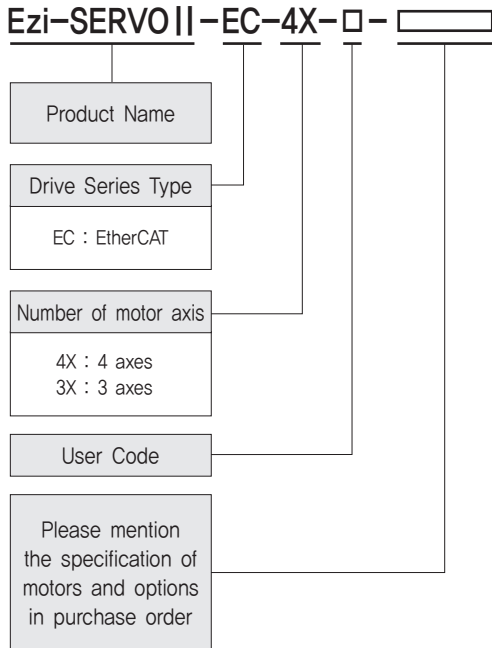 Ezi-SERVOII-EC-4X-□-
Product Name
Drive Series Type
EC : EtherCAT
Number of motor axis
4X : 4 axes
3X : 3 axes
User Code
Please mention
the specification of
motors and options
in purchase order